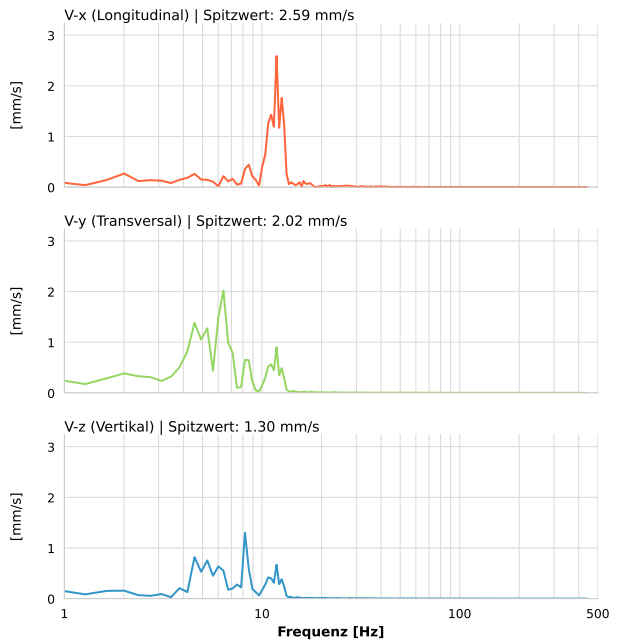 V-x (Longitudinal) | Spitzwert: 2.59 mm/s
3
2
1
0
[mm/s]
V-y (Transversal) | Spitzwert: 2.02 mm/s
3
2
1
0
[mm/s]
V-z (Vertikal) | Spitzwert: 1.30 mm/s
3
2
1
0
[mm/s]
1 10 100 500
Frequenz [Hz]